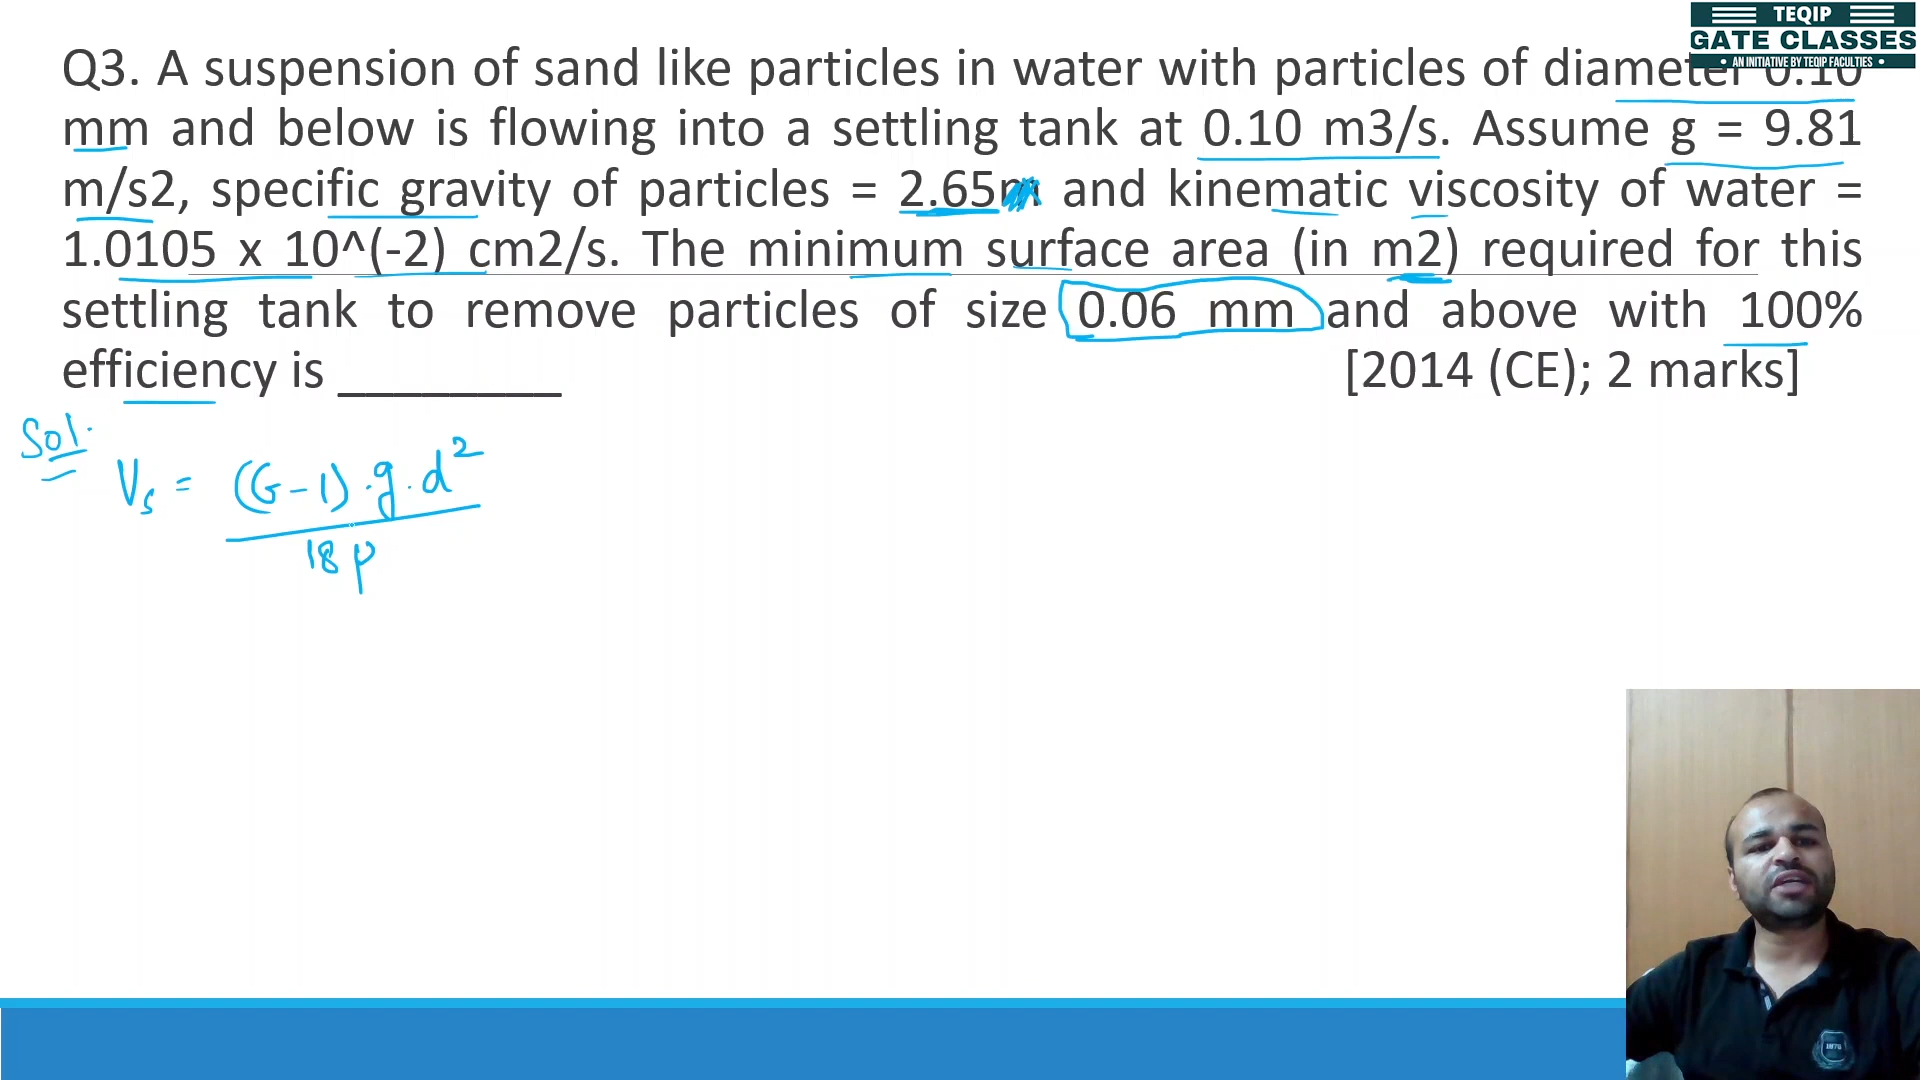 TEQIP
GATE CLASSES
• AN INITIATIVE BY TEQIP FACULTIES •
Q3. A suspension of sand like particles in water with particles of diameter 0.10
mm and below is flowing into a settling tank at 0.10 m3/s. Assume g = 9.81
m/s2, specific gravity of particles = 2.65 and kinematic viscosity of water =
1.0105 x 10^(-2) cm2/s. The minimum surface area (in m2) required for this
settling tank to remove particles of size 0.06 mm and above with 100%
efficiency is ________ [2014 (CE); 2 marks]
Sol.
Vs = (G-1).g.d²
18 μ